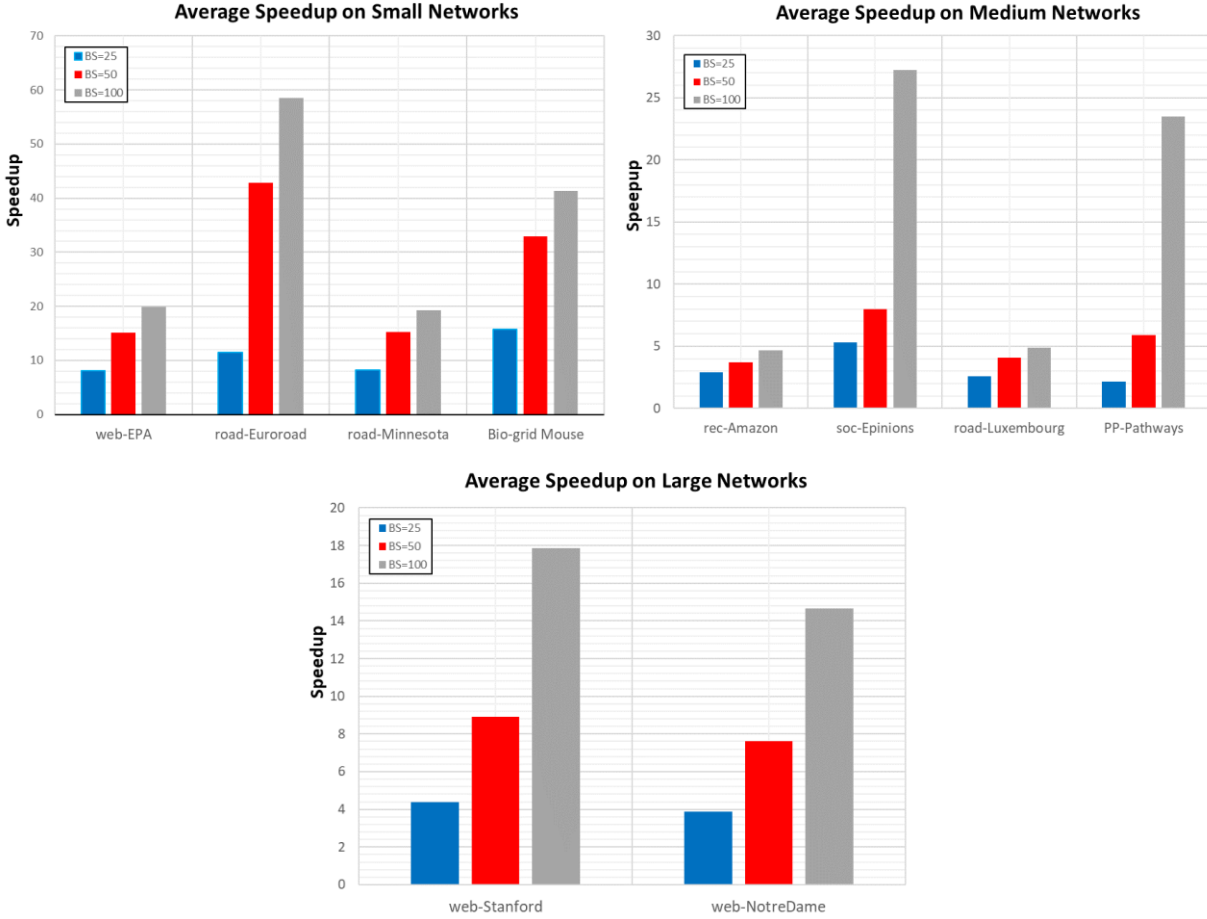 Average Speedup on Small Networks
70
60
50
40
30
20
10
0
Speedup
BS=25
BS=50
BS=100
web-EPA road-Euroroad road-Minnesota Bio-grid Mouse
Average Speedup on Medium Networks
30
25
20
15
10
5
0
Speepup
BS=25
BS=50
BS=100
rec-Amazon soc-Epinions road-Luxembourg PP-Pathways
Average Speedup on Large Networks
20
18
16
14
12
10
8
6
4
2
0
Speedup
BS=25
BS=50
BS=100
web-Stanford web-NotreDame